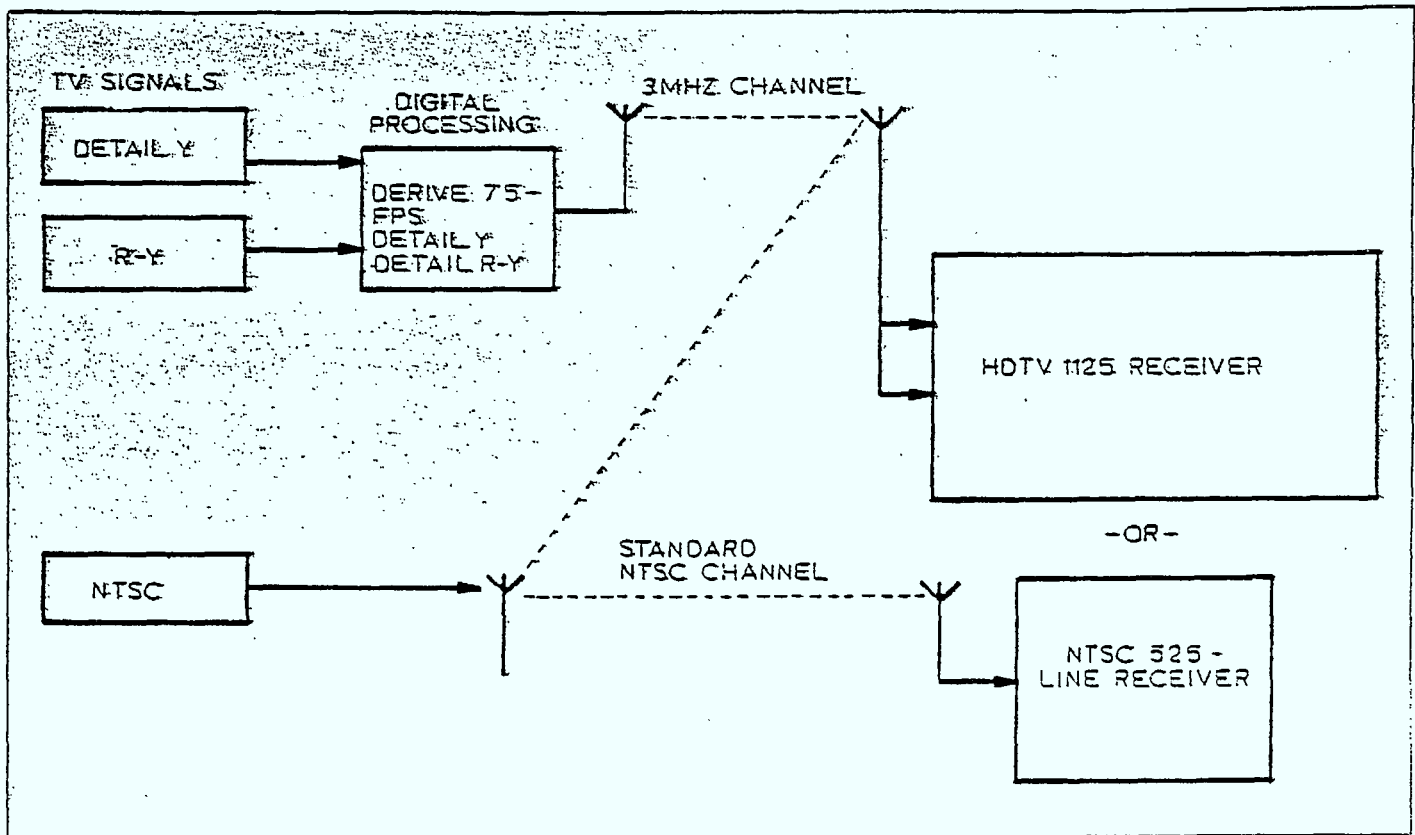 TV SIGNALS
DETAIL Y
R-Y
DIGITAL
PROCESSING
DERIVE 7.5-
FPS
DETAIL Y
DETAIL R-Y
3MHZ CHANNEL
HDTV 1125 RECEIVER
-OR-
NTSC
STANDARD
NTSC CHANNEL
NTSC 525-
LINE RECEIVER